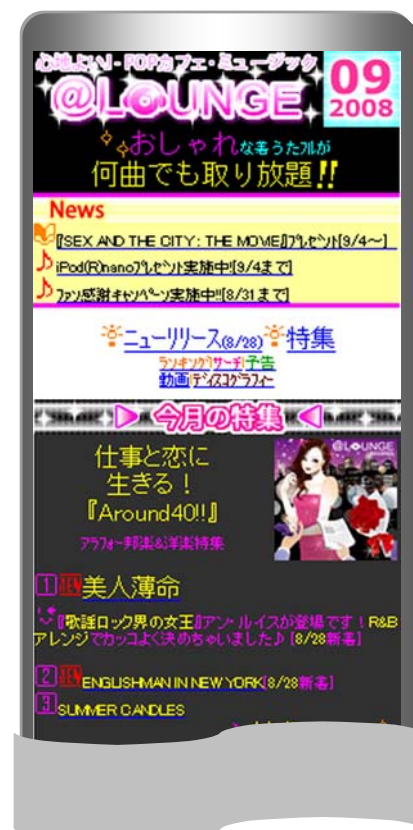 心地よいJ-POPカフェ・ミュージック
@LOUNGE
09
2008
おしゃれな着うたフルが
何曲でも取り放題!!
News
『SEX AND THE CITY: THE MOVIE』プレゼント[9/4〜]
iPod(R)nanoプレゼント実施中![9/4まで]
ファン感謝キャンペーン実施中!![8/31まで]
ニューリリース(8/28) 特集
ランキング|サーチ|予告
動画|ディスコグラフィー
今月の特集
仕事と恋に
生きる!
『Around40!!』
アラフォー邦楽&洋楽特集
@LOUNGE
1 NEW 美人薄命
『歌謡ロック界の女王』アン・ルイスが登場です!R&B
アレンジでカッコよく決めちゃいました♪[8/28新着]
2 NEW ENGLISHMAN IN NEW YORK[8/28新着]
3 SUMMER CANDLES